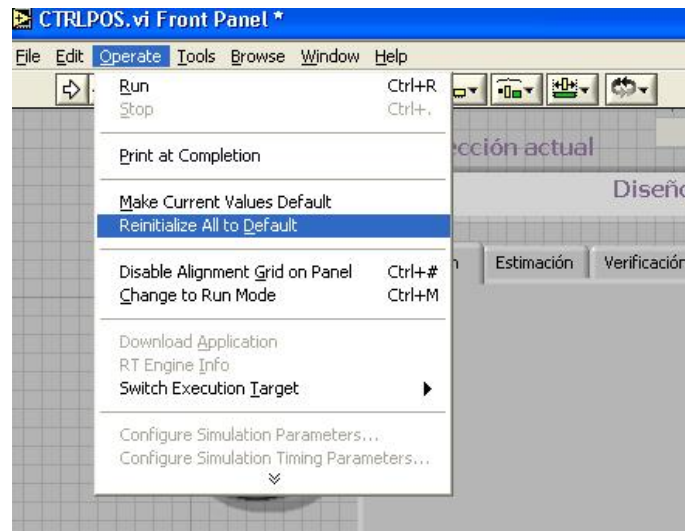 CTRLPOS.vi Front Panel *
File Edit Operate Tools Browse Window Help
Run Ctrl+R
Stop Ctrl+.
Print at Completion
ección actual
Make Current Values Default
Diseño
Reinitialize All to Default
Disable Alignment Grid on Panel Ctrl+#
Estimación Verificación
Change to Run Mode Ctrl+M
Download Application
RT Engine Info
Switch Execution Target
Configure Simulation Parameters...
Configure Simulation Timing Parameters...